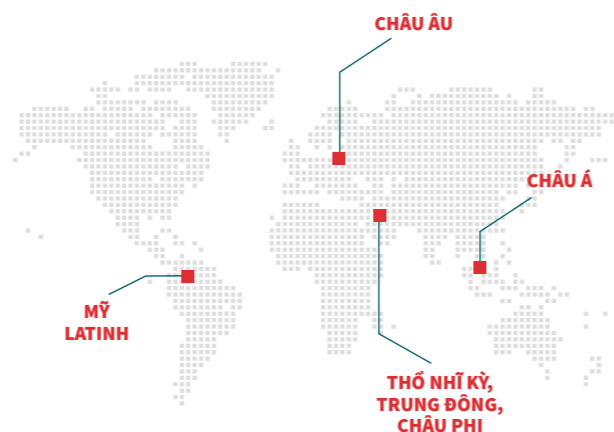 CHÂU ÂU
CHÂU Á
MỸ
LATINH
THỔ NHĨ KỲ,
TRUNG ĐÔNG,
CHÂU PHI